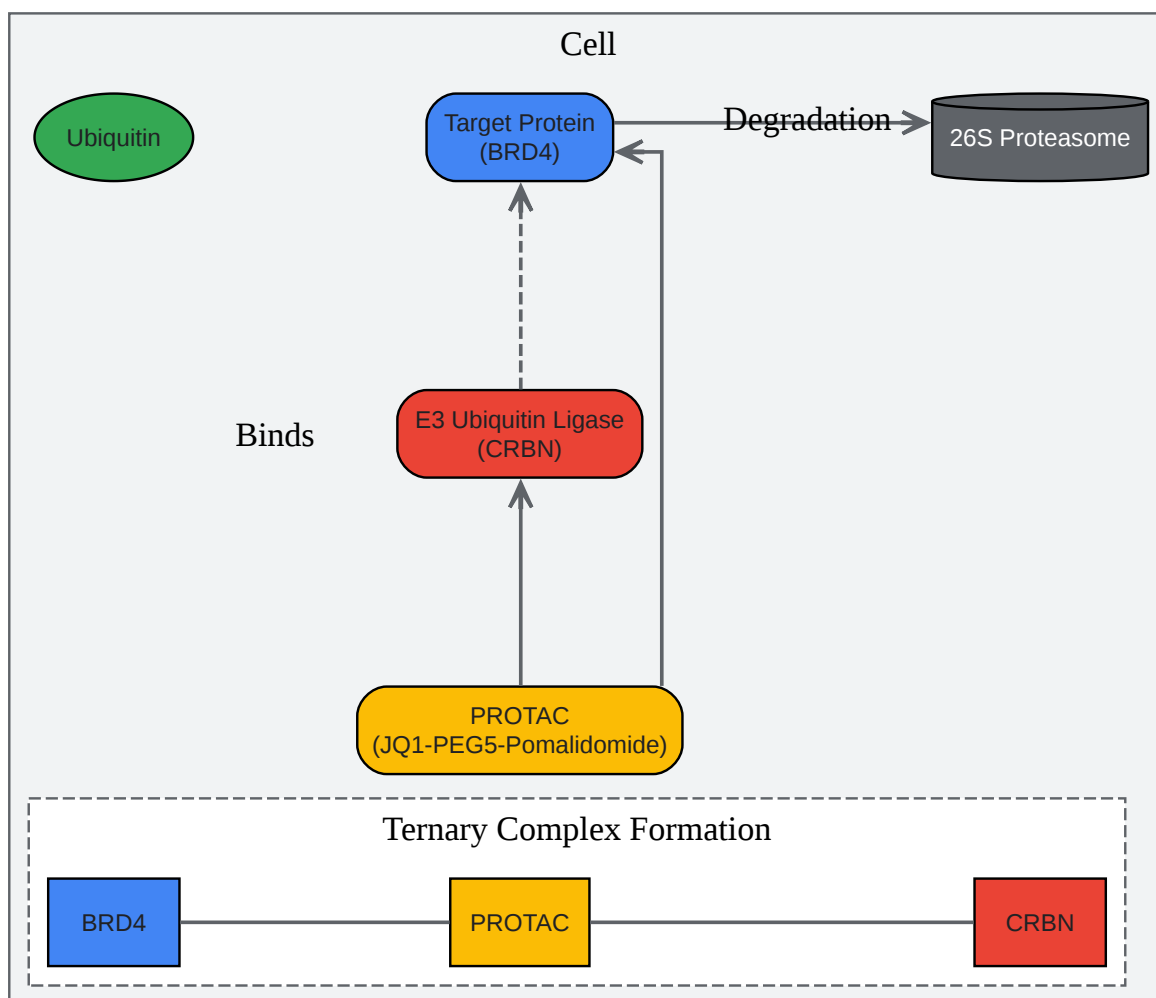 Cell
Ubiquitin
Target Protein
(BRD4)
Degradation
26S Proteasome
E3 Ubiquitin Ligase
(CRBN)
Binds
PROTAC
(JQ1-PEG5-Pomalidomide)
Ternary Complex Formation
BRD4
PROTAC
CRBN